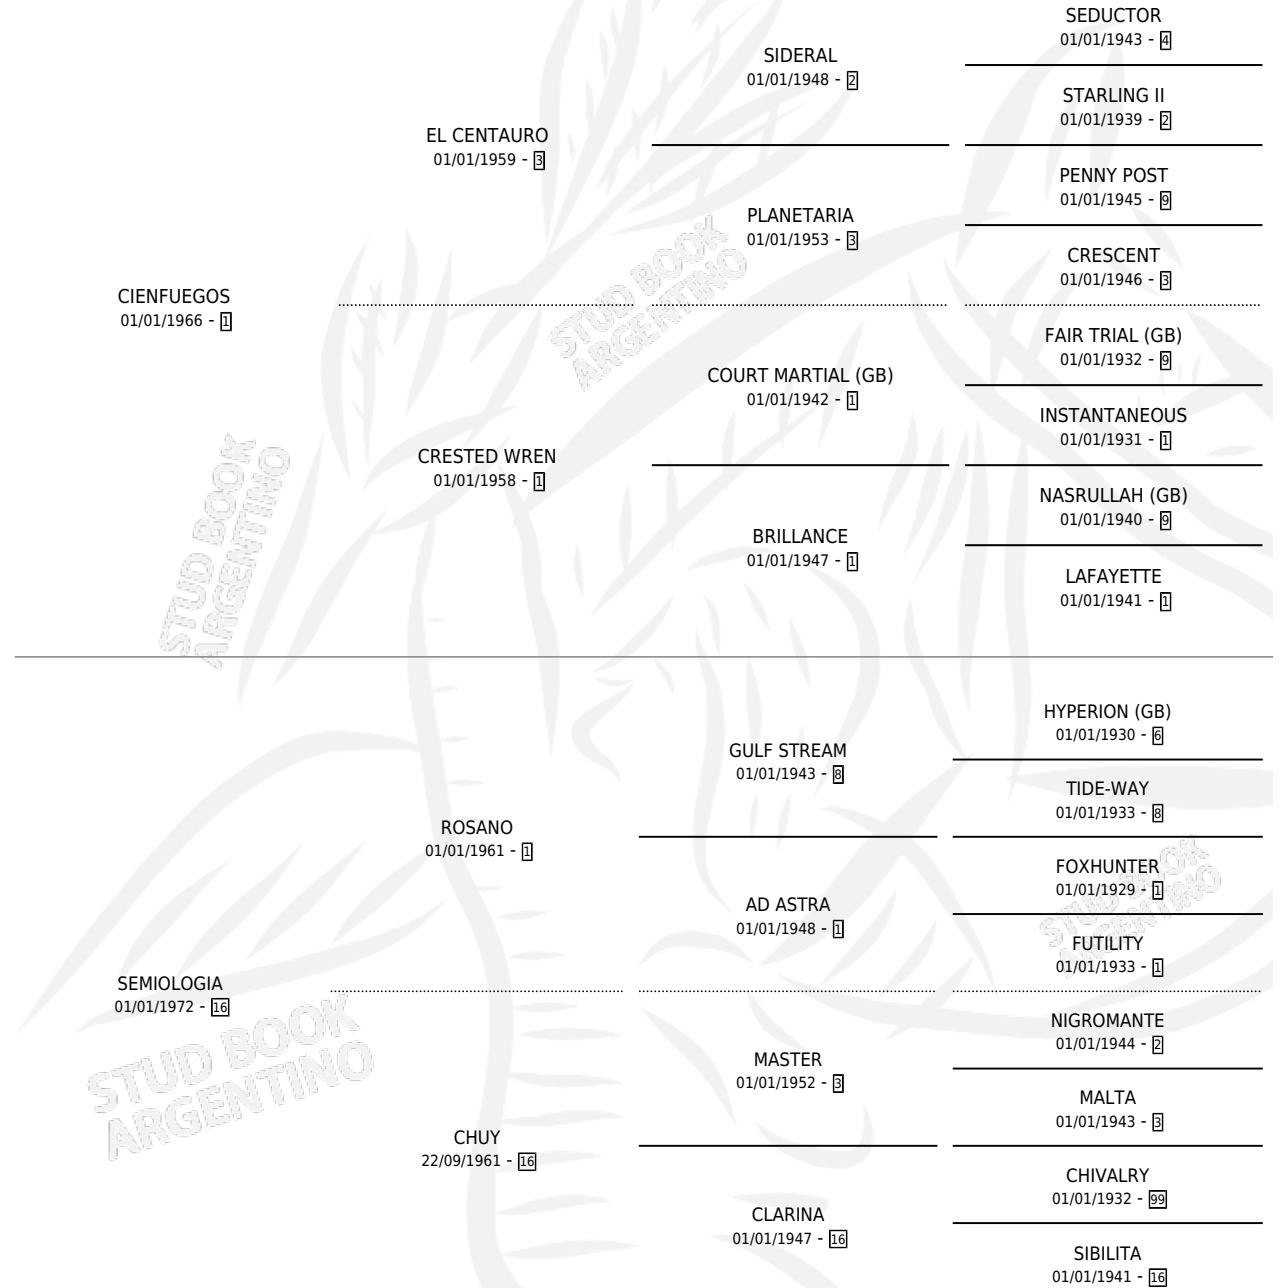 SEDUCTOR
01/01/1943 - 4
SIDERAL
01/01/1948 - 2
STARLING II
01/01/1939 - 2
EL CENTAURO
01/01/1959 - 3
PENNY POST
01/01/1945 - 9
PLANETARIA
01/01/1953 - 3
CRESCENT
01/01/1946 - 3
CIENFUEGOS
01/01/1966 - 1
FAIR TRIAL (GB)
01/01/1932 - 9
COURT MARTIAL (GB)
01/01/1942 - 1
INSTANTANEOUS
01/01/1931 - 1
CRESTED WREN
01/01/1958 - 1
NASRULLAH (GB)
01/01/1940 - 9
BRILLANCE
01/01/1947 - 1
LAFAYETTE
01/01/1941 - 1
HYPERION (GB)
01/01/1930 - 6
GULF STREAM
01/01/1943 - 8
TIDE-WAY
01/01/1933 - 8
ROSANO
01/01/1961 - 1
FOXHUNTER
01/01/1929 - 1
AD ASTRA
01/01/1948 - 1
FUTILITY
01/01/1933 - 1
SEMIOLOGIA
01/01/1972 - 16
NIGROMANTE
01/01/1944 - 2
MASTER
01/01/1952 - 3
MALTA
01/01/1943 - 3
CHUY
22/09/1961 - 16
CHIVALRY
01/01/1932 - 99
CLARINA
01/01/1947 - 16
SIBILITA
01/01/1941 - 16
STUD BOOK
ARGENTINO
STUD BOOK
ARGENTINO
STUD BOOK
ARGENTINO
STUD BOOK
ARGENTINO